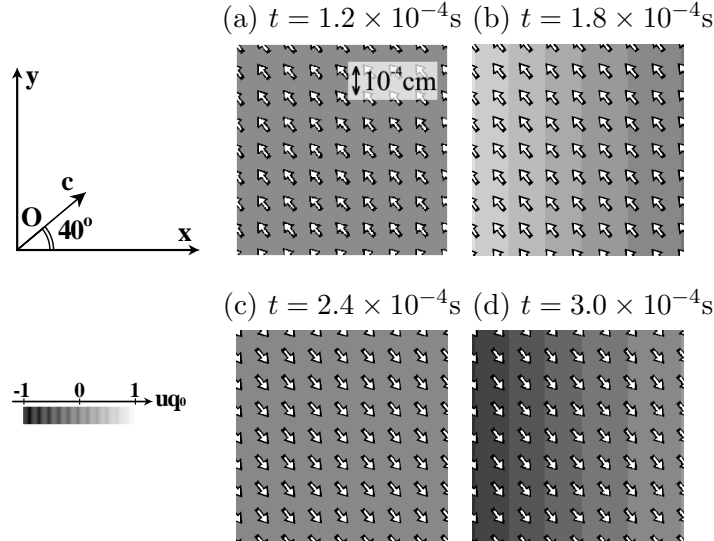 (a) t = 1.2 × 10⁻⁴s
(b) t = 1.8 × 10⁻⁴s
10⁻⁴cm
y
c
O
40°
x
(c) t = 2.4 × 10⁻⁴s
(d) t = 3.0 × 10⁻⁴s
-1 0 1
uq₀